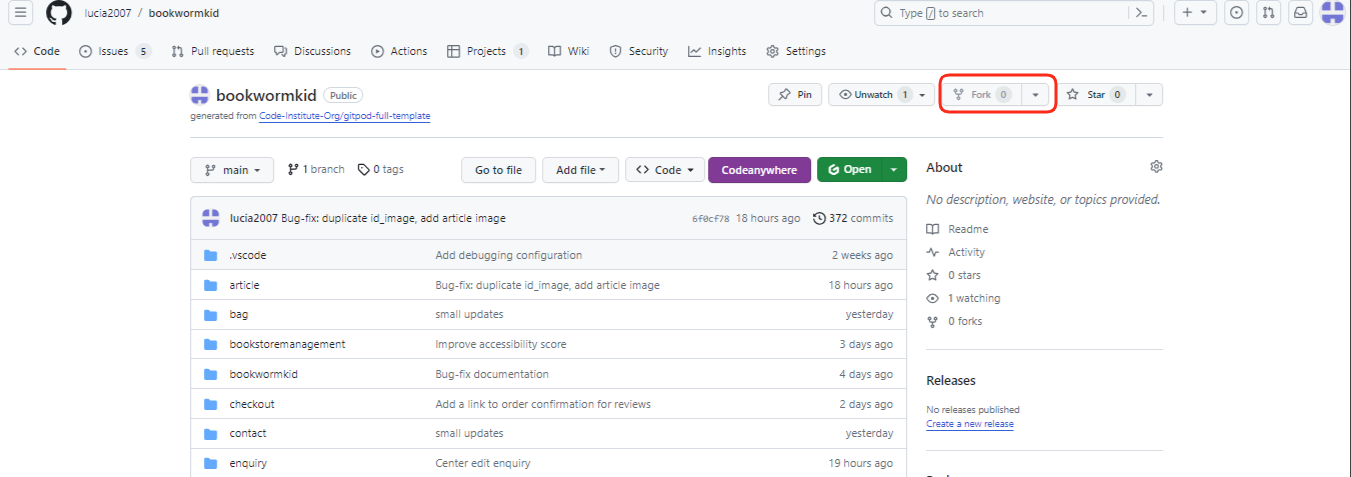 lucia2007 / bookwormkid
Type / to search
Code Issues 5 Pull requests Discussions Actions Projects 1 Wiki Security Insights Settings
bookwormkid Public
Pin Unwatch 1 Fork 0 Star 0
generated from Code-Institute-Org/gitpod-full-template
main 1 branch 0 tags Go to file Add file Code Codeanywhere Open
lucia2007 Bug-fix: duplicate id_image, add article image 6f0cf78 18 hours ago 372 commits
.vscode Add debugging configuration 2 weeks ago
article Bug-fix: duplicate id_image, add article image 18 hours ago
bag small updates yesterday
bookstoremanagement Improve accessibility score 3 days ago
bookwormkid Bug-fix documentation 4 days ago
checkout Add a link to order confirmation for reviews 2 days ago
contact small updates yesterday
enquiry Center edit enquiry 19 hours ago
About
No description, website, or topics provided.
Readme
Activity
0 stars
1 watching
0 forks
Releases
No releases published
Create a new release